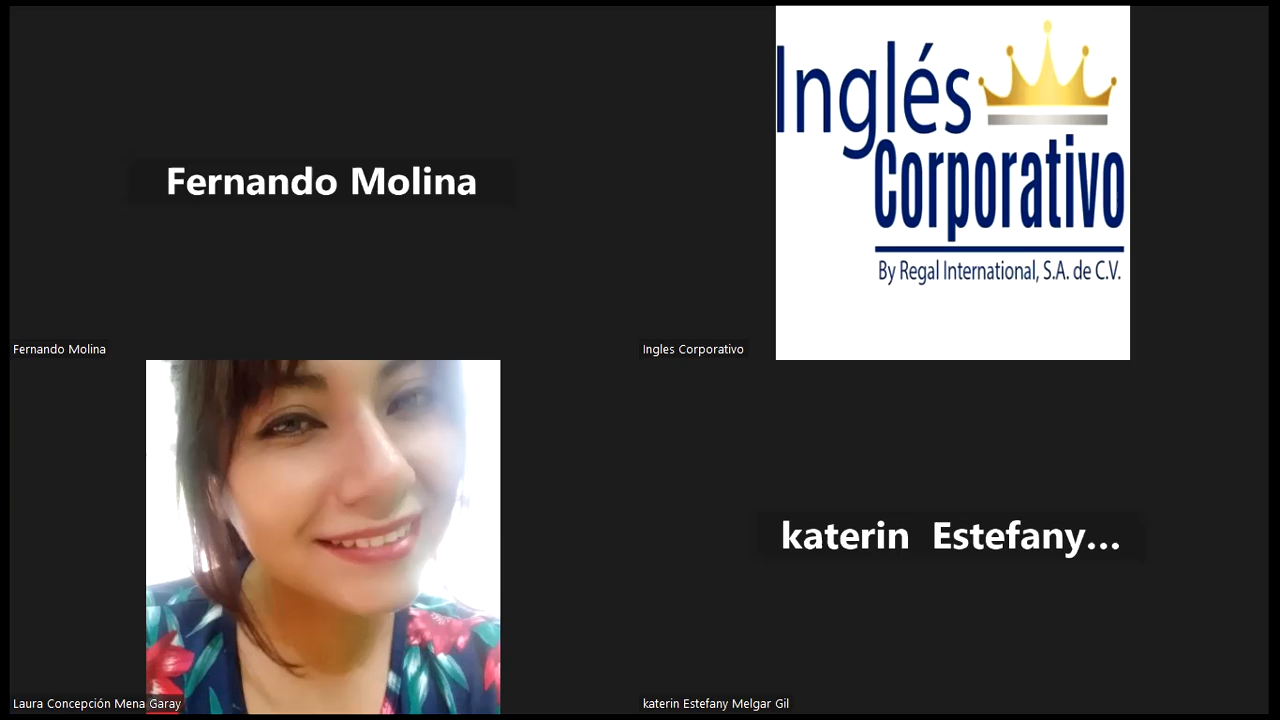 Fernando Molina
Fernando Molina
Inglés
Corporativo
By Regal International, S.A. de C.V.
Ingles Corporativo
Laura Concepción Mena Garay
katerin Estefany...
katerin Estefany Melgar Gil